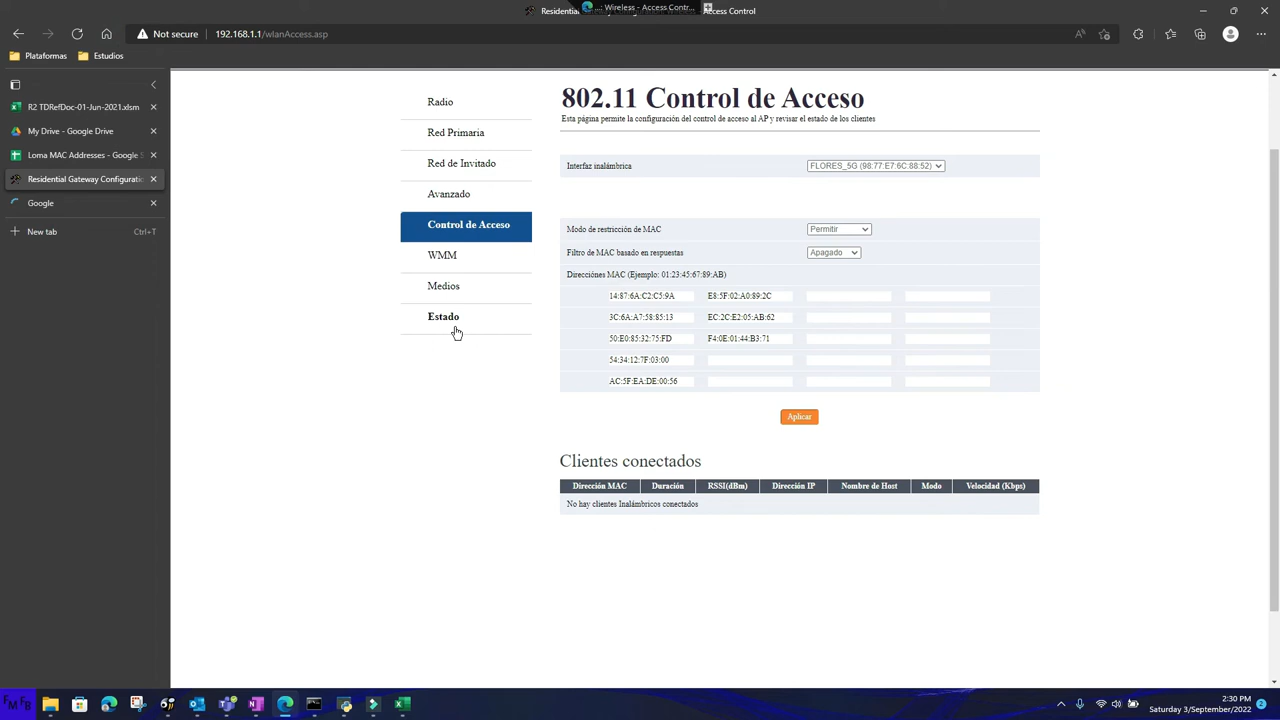 Wireless - Access Contr...
Residential Ga
Access Control
Not secure
192.168.1.1/wlanAccess.asp
Plataformas
Estudios
R2 TDRefDoc-01-Jun-2021.dsm
My Drive - Google Drive
Loma MAC Addresses - Google S
Residential Gateway Configuratio
Google
New tab
Ctrl+T
Radio
Red Primaria
Red de Invitado
Avanzado
Control de Acceso
WMM
Medios
Estado
802.11 Control de Acceso
Esta página permite la configuración del control de acceso al AP y revisar el estado de los clientes
Interfaz inalámbrica
FLORES_5G (98:77:E7:6C:88:52)
Modo de restricción de MAC
Permitir
Filtro de MAC basado en respuestas
Apagado
Direcciónes MAC (Ejemplo: 01:23:45:67:89:AB)
14:87:6A:C2:C5:9A E8:5F:02:A0:89:2C
3C:6A:A7:58:85:13 EC:2C:E2:05:AB:62
50:E0:85:32:75:FD F4:0E:01:44:B3:71
54:34:12:7F:03:00
AC:5F:EA:DE:00:56
Aplicar
Clientes conectados
Dirección MAC Duración RSSI(dBm) Dirección IP Nombre de Host Modo Velocidad (Kbps)
No hay clientes Inalámbricos conectados
FM FB
2:30 PM
Saturday 3/September/2022
2